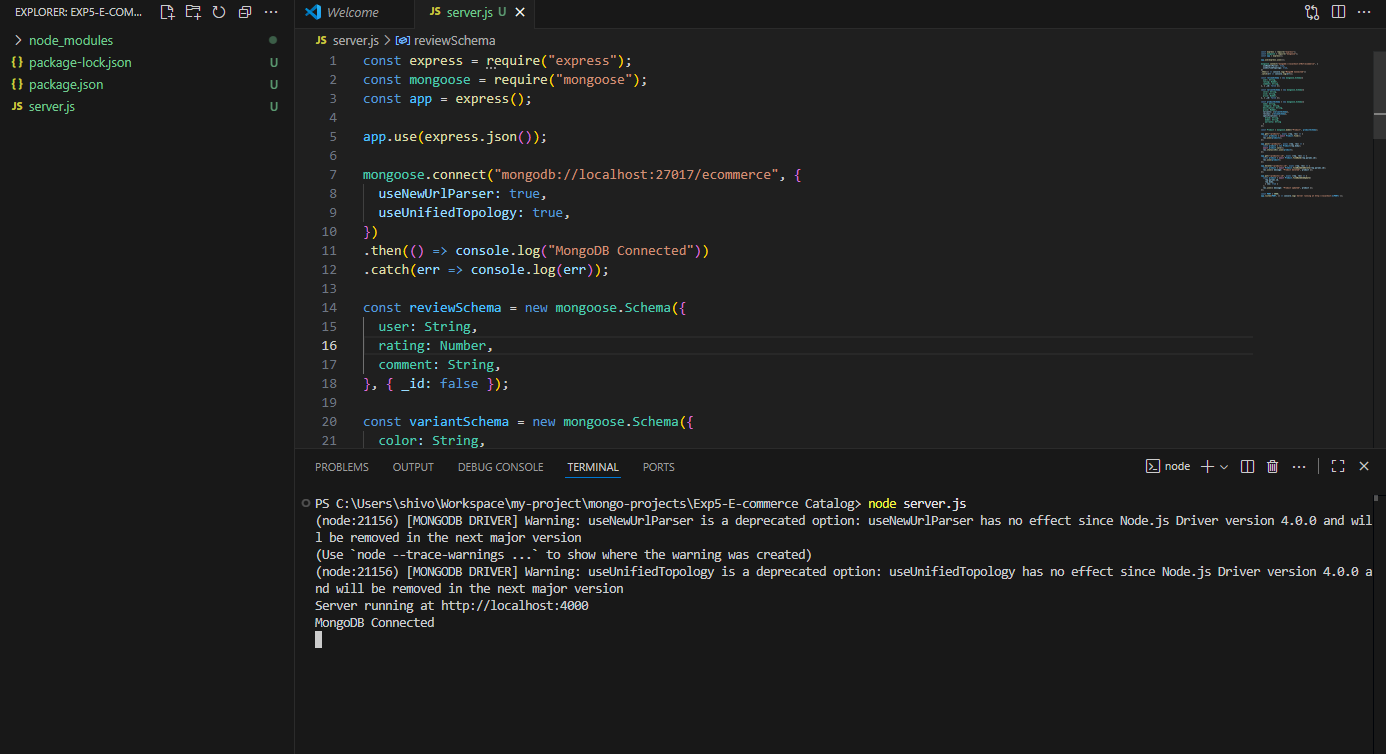 EXPLORER: EXP5-E-COM...
node_modules
package-lock.json U
package.json U
JS server.js U
Welcome
JS server.js U
JS server.js > reviewSchema
1 const express = require("express");
2 const mongoose = require("mongoose");
3 const app = express();
4
5 app.use(express.json());
6
7 mongoose.connect("mongodb://localhost:27017/ecommerce", {
8 useNewUrlParser: true,
9 useUnifiedTopology: true,
10 })
11 .then(() => console.log("MongoDB Connected"))
12 .catch(err => console.log(err));
13
14 const reviewSchema = new mongoose.Schema({
15 user: String,
16 rating: Number,
17 comment: String,
18 }, { _id: false });
19
20 const variantSchema = new mongoose.Schema({
21 color: String,
PROBLEMS OUTPUT DEBUG CONSOLE TERMINAL PORTS
node
PS C:\Users\shivo\Workspace\my-project\mongo-projects\Exp5-E-commerce Catalog> node server.js
(node:21156) [MONGODB DRIVER] Warning: useNewUrlParser is a deprecated option: useNewUrlParser has no effect since Node.js Driver version 4.0.0 and wil
l be removed in the next major version
(Use `node --trace-warnings ...` to show where the warning was created)
(node:21156) [MONGODB DRIVER] Warning: useUnifiedTopology is a deprecated option: useUnifiedTopology has no effect since Node.js Driver version 4.0.0 a
nd will be removed in the next major version
Server running at http://localhost:4000
MongoDB Connected